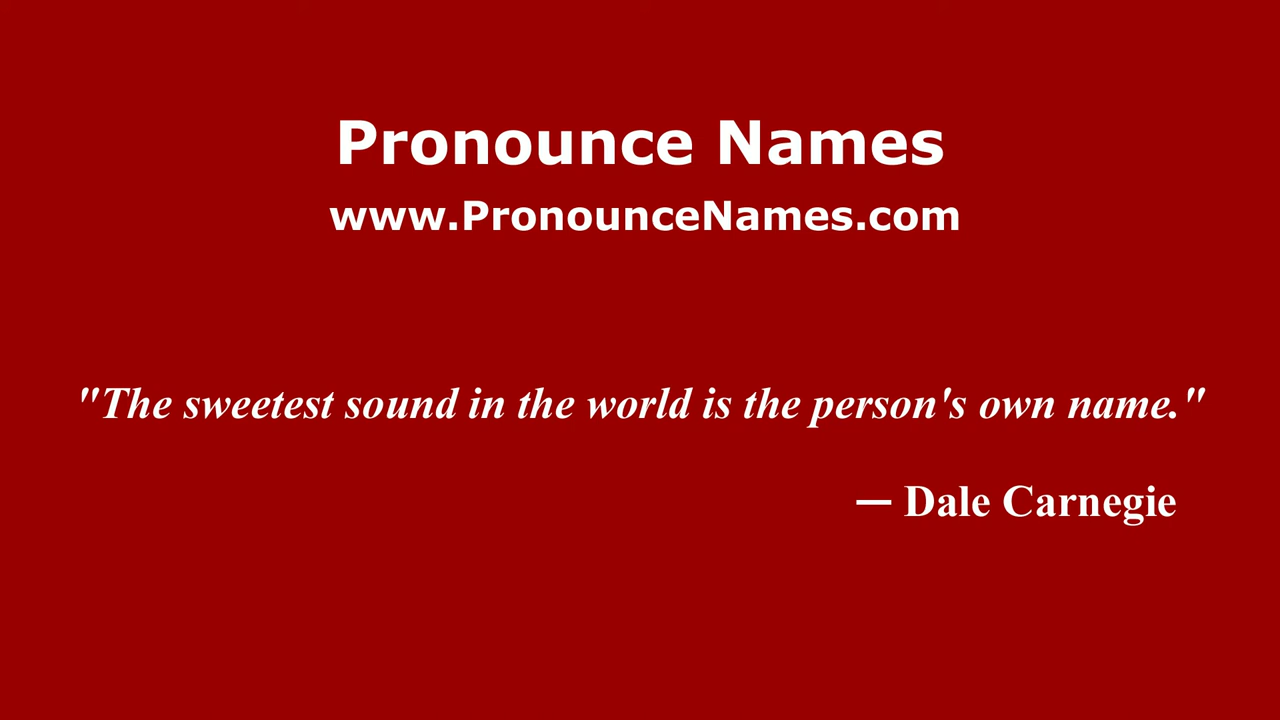 Pronounce Names
www.PronounceNames.com
"The sweetest sound in the world is the person's own name."
— Dale Carnegie